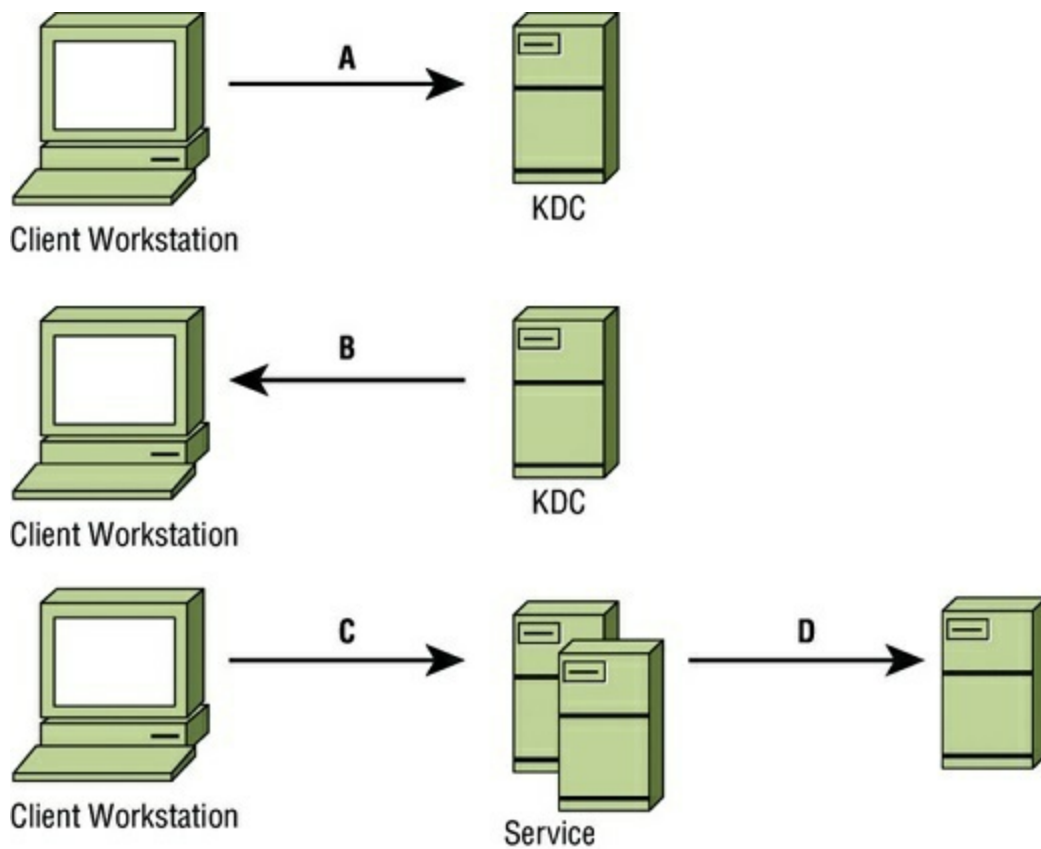 A
KDC
Client Workstation
B
KDC
Client Workstation
C
D
Client Workstation
Service